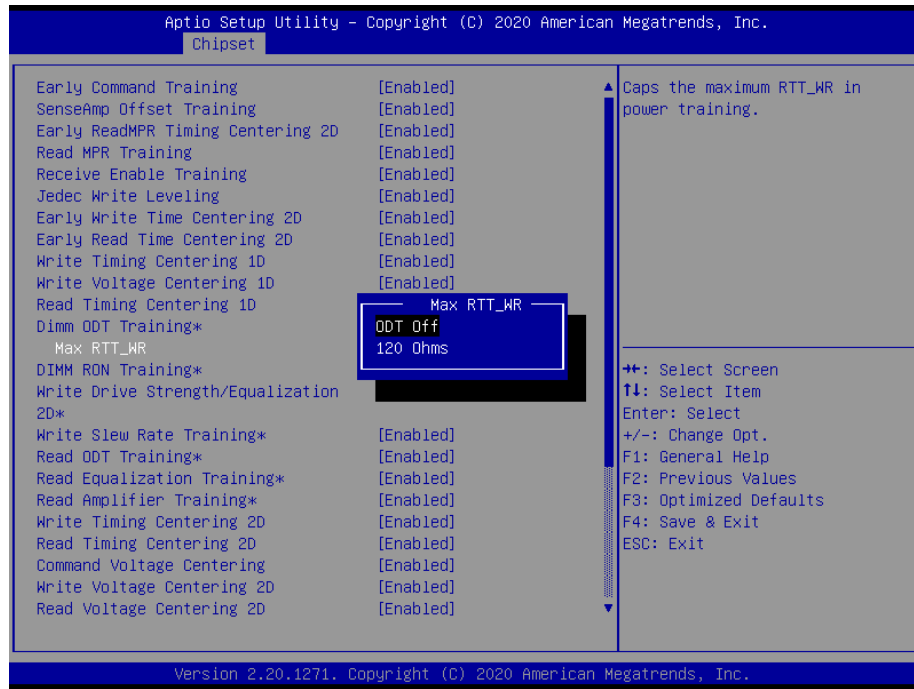 Aptio Setup Utility – Copyright (C) 2020 American Megatrends, Inc.
Chipset
Early Command Training [Enabled]
SenseAmp Offset Training [Enabled]
Early ReadMPR Timing Centering 2D [Enabled]
Read MPR Training [Enabled]
Receive Enable Training [Enabled]
Jedec Write Leveling [Enabled]
Early Write Time Centering 2D [Enabled]
Early Read Time Centering 2D [Enabled]
Write Timing Centering 1D [Enabled]
Write Voltage Centering 1D [Enabled]
Read Timing Centering 1D
Dimm ODT Training*
Max RTT_WR
DIMM RON Training*
Write Drive Strength/Equalization
2D*
Write Slew Rate Training* [Enabled]
Read ODT Training* [Enabled]
Read Equalization Training* [Enabled]
Read Amplifier Training* [Enabled]
Write Timing Centering 2D [Enabled]
Read Timing Centering 2D [Enabled]
Command Voltage Centering [Enabled]
Write Voltage Centering 2D [Enabled]
Read Voltage Centering 2D [Enabled]
Max RTT_WR
ODT Off
120 Ohms
Caps the maximum RTT_WR in
power training.
→←: Select Screen
↑↓: Select Item
Enter: Select
+/-: Change Opt.
F1: General Help
F2: Previous Values
F3: Optimized Defaults
F4: Save & Exit
ESC: Exit
Version 2.20.1271. Copyright (C) 2020 American Megatrends, Inc.